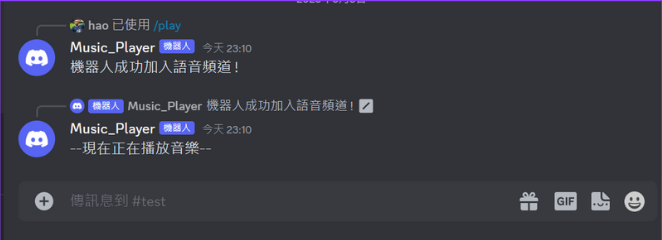 hao 已使用 /play
Music_Player 機器人 今天 23:10
機器人成功加入語音頻道!
機器人 Music_Player 機器人成功加入語音頻道!
Music_Player 機器人 今天 23:10
--現在正在播放音樂--
傳訊息到 #test
GIF